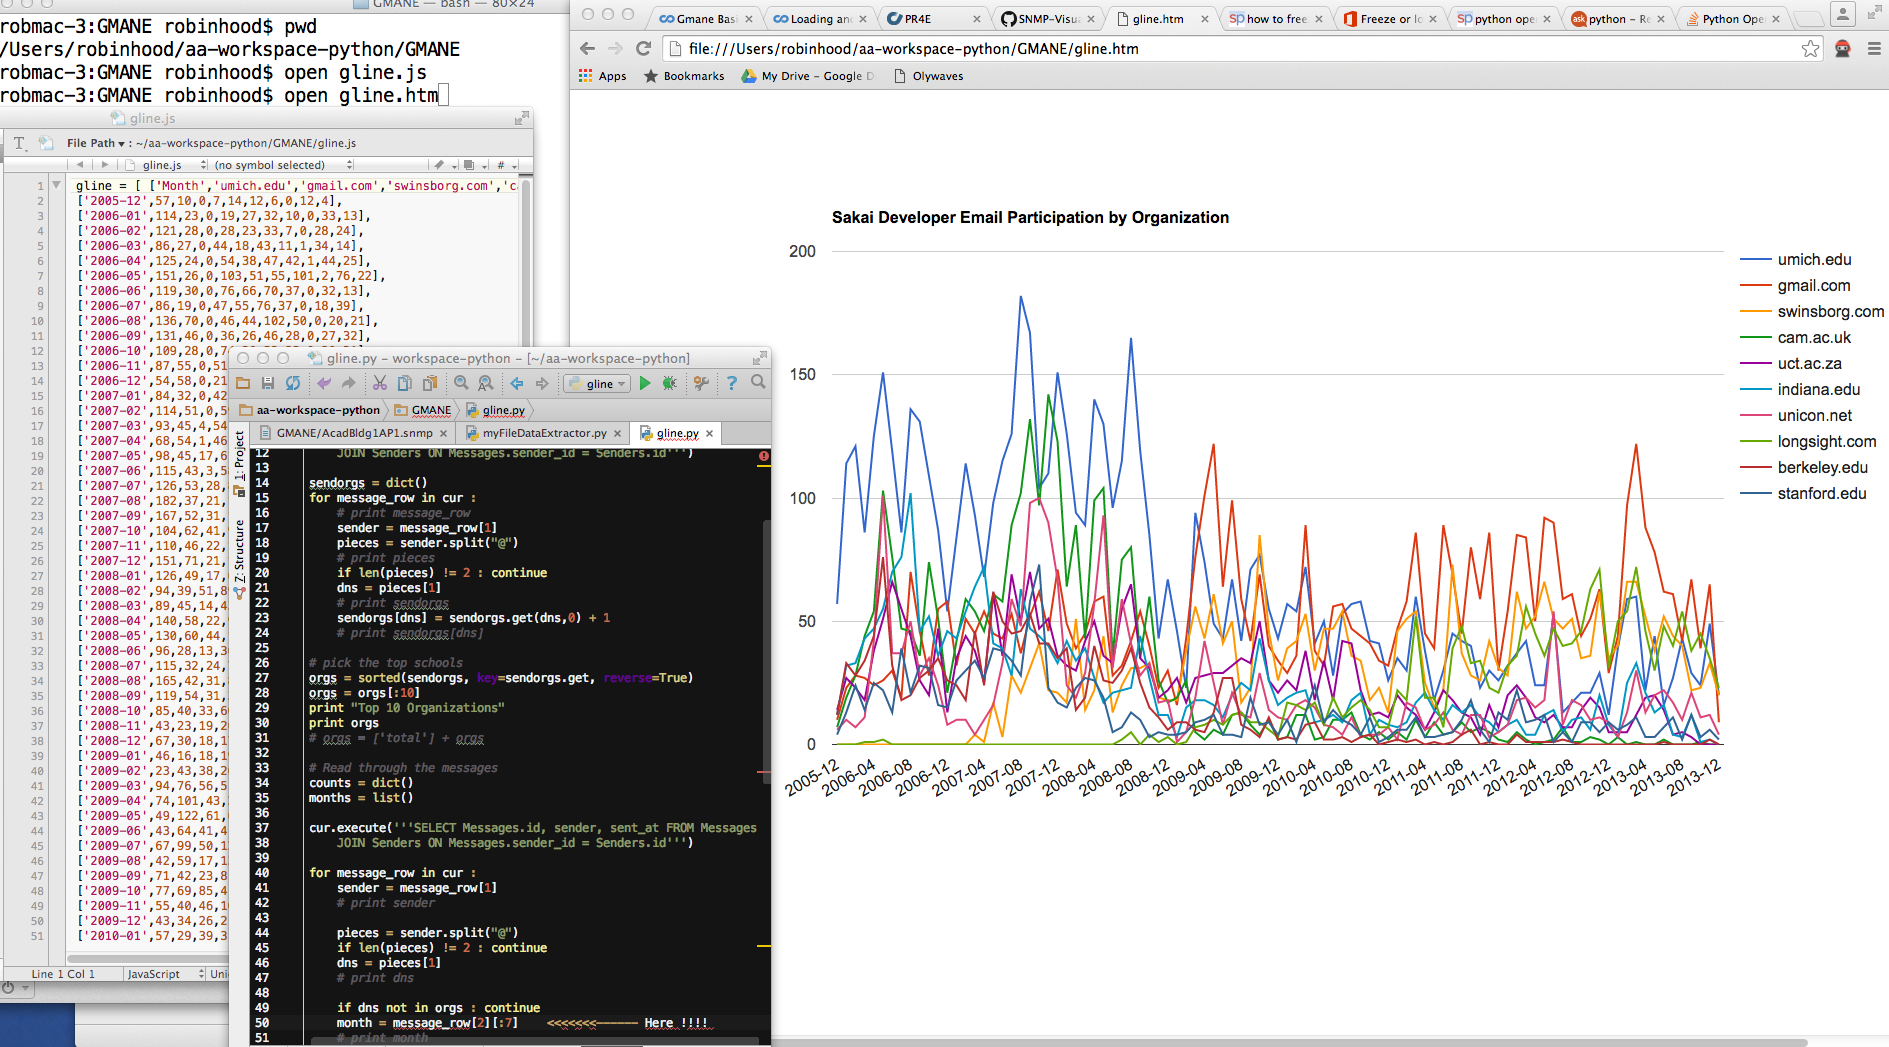 GMANE — bash — 80×24
robmac-3:GMANE robinhood$ pwd
/Users/robinhood/aa-workspace-python/GMANE
robmac-3:GMANE robinhood$ open gline.js
robmac-3:GMANE robinhood$ open gline.htm
gline.js
File Path ▾ : ~/aa-workspace-python/GMANE/gline.js
gline.js (no symbol selected) #
1 gline = [ ['Month','umich.edu','gmail.com','swinsborg.com','c
2 ['2005-12',57,10,0,7,14,12,6,0,12,4],
3 ['2006-01',114,23,0,19,27,32,10,0,33,13],
4 ['2006-02',121,28,0,28,23,33,7,0,28,24],
5 ['2006-03',86,27,0,44,18,43,11,1,34,14],
6 ['2006-04',125,24,0,54,38,47,42,1,44,25],
7 ['2006-05',151,26,0,103,51,55,101,2,76,22],
8 ['2006-06',119,30,0,76,66,70,37,0,32,13],
9 ['2006-07',86,19,0,47,55,76,37,0,18,39],
10 ['2006-08',136,70,0,46,44,102,50,0,20,21],
11 ['2006-09',131,46,0,36,26,46,28,0,27,32],
12 ['2006-10',109,28,0,
13 ['2006-11',87,55,0,51
14 ['2006-12',54,58,0,21
15 ['2007-01',84,32,0,42
16 ['2007-02',114,51,0,5
17 ['2007-03',93,45,4,54
18 ['2007-04',68,54,1,46
19 ['2007-05',98,45,17,6
20 ['2007-06',115,43,3,5
21 ['2007-07',126,53,28,
22 ['2007-08',182,37,21,
23 ['2007-09',167,52,31,
24 ['2007-10',104,62,41,
25 ['2007-11',110,46,22,
26 ['2007-12',151,71,21,
27 ['2008-01',126,49,17,
28 ['2008-02',94,39,51,8
29 ['2008-03',89,45,14,4
30 ['2008-04',140,58,22,
31 ['2008-05',130,60,44,
32 ['2008-06',96,28,13,3
33 ['2008-07',115,32,24,
34 ['2008-08',165,42,31,
35 ['2008-09',119,54,31,
36 ['2008-10',85,40,33,6
37 ['2008-11',43,23,19,2
38 ['2008-12',67,30,18,1
39 ['2009-01',46,16,18,1
40 ['2009-02',23,43,38,2
41 ['2009-03',94,76,56,5
42 ['2009-04',74,101,43,
43 ['2009-05',49,122,61,
44 ['2009-06',43,64,41,4
45 ['2009-07',67,99,50,1
46 ['2009-08',42,59,17,1
47 ['2009-09',71,42,23,8
48 ['2009-10',77,69,85,4
49 ['2009-11',55,40,46,1
50 ['2009-12',43,34,26,2
51 ['2010-01',57,29,39,3
Line 1 Col 1 JavaScript Uni
gline.py - workspace-python - [~/aa-workspace-python]
gline
aa-workspace-python GMANE gline.py
GMANE/AcadBldg1AP1.snmp myFileDataExtractor.py gline.py
1: Project
Z: Structure
12 JOIN Senders ON Messages.sender_id = Senders.id''')
13
14 sendorgs = dict()
15 for message_row in cur :
16 # print message_row
17 sender = message_row[1]
18 pieces = sender.split("@")
19 # print pieces
20 if len(pieces) != 2 : continue
21 dns = pieces[1]
22 # print sendorgs
23 sendorgs[dns] = sendorgs.get(dns,0) + 1
24 # print sendorgs[dns]
25
26 # pick the top schools
27 orgs = sorted(sendorgs, key=sendorgs.get, reverse=True)
28 orgs = orgs[:10]
29 print "Top 10 Organizations"
30 print orgs
31 # orgs = ['total'] + orgs
32
33 # Read through the messages
34 counts = dict()
35 months = list()
36
37 cur.execute('''SELECT Messages.id, sender, sent_at FROM Messages
38 JOIN Senders ON Messages.sender_id = Senders.id''')
39
40 for message_row in cur :
41 sender = message_row[1]
42 # print sender
43
44 pieces = sender.split("@")
45 if len(pieces) != 2 : continue
46 dns = pieces[1]
47 # print dns
48
49 if dns not in orgs : continue
50 month = message_row[2][:7] <<<<<<<------ Here !!!!
51 # print month
Gmane Basi Loading an PR4E SNMP-Visu gline.htm how to free Freeze or lo python ope python - Re Python Ope
file:///Users/robinhood/aa-workspace-python/GMANE/gline.htm
Apps Bookmarks My Drive - Google D Olywaves
Sakai Developer Email Participation by Organization
200
150
100
50
0
2005-12 2006-04 2006-08 2006-12 2007-04 2007-08 2007-12 2008-04 2008-08 2008-12 2009-04 2009-08 2009-12 2010-04 2010-08 2010-12 2011-04 2011-08 2011-12 2012-04 2012-08 2012-12 2013-04 2013-08 2013-12
umich.edu
gmail.com
swinsborg.com
cam.ac.uk
uct.ac.za
indiana.edu
unicon.net
longsight.com
berkeley.edu
stanford.edu